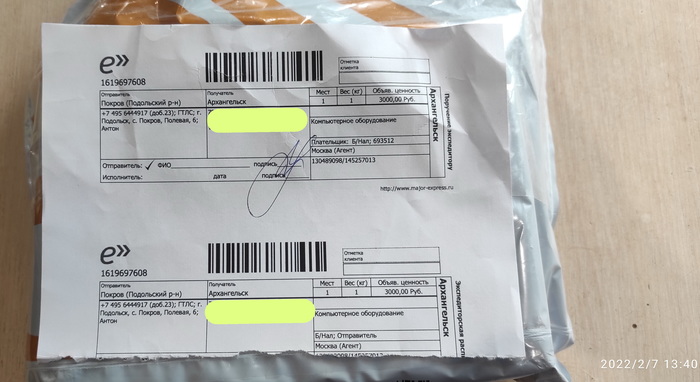 e»
Отметка
клиента
1619697608
Отправитель Получатель Мест Вес (кг) Объяв. ценность
Покров (Подольский р-н) Архангельск 1 1 3000,00 Руб.
+7 495 6444917 (доб.23); ГТЛС; г.
Подольск, с. Покров, Полевая, 6;
Антон
Компьютерное оборудование
Плательщик: Б/Нал; 693512
Москва (Агент)
Отправитель: ✓ ФИО подпись
130489098/145257013
Исполнитель: дата подпись
Архангельск
Поручение экспедитору
http://www.major-express.ru
e»
Отметка
клиента
1619697608
Отправитель Получатель Мест Вес (кг) Объяв. ценность
Покров (Подольский р-н) Архангельск 1 1 3000,00 Руб.
+7 495 6444917 (доб.23); ГТЛС; г.
Подольск, с. Покров, Полевая, 6;
Антон
Компьютерное оборудование
Б/Нал; Отправитель
Москва (Агент)
130489098/145257013
Архангельск
Экспедиторская
2022/2/7 13:40